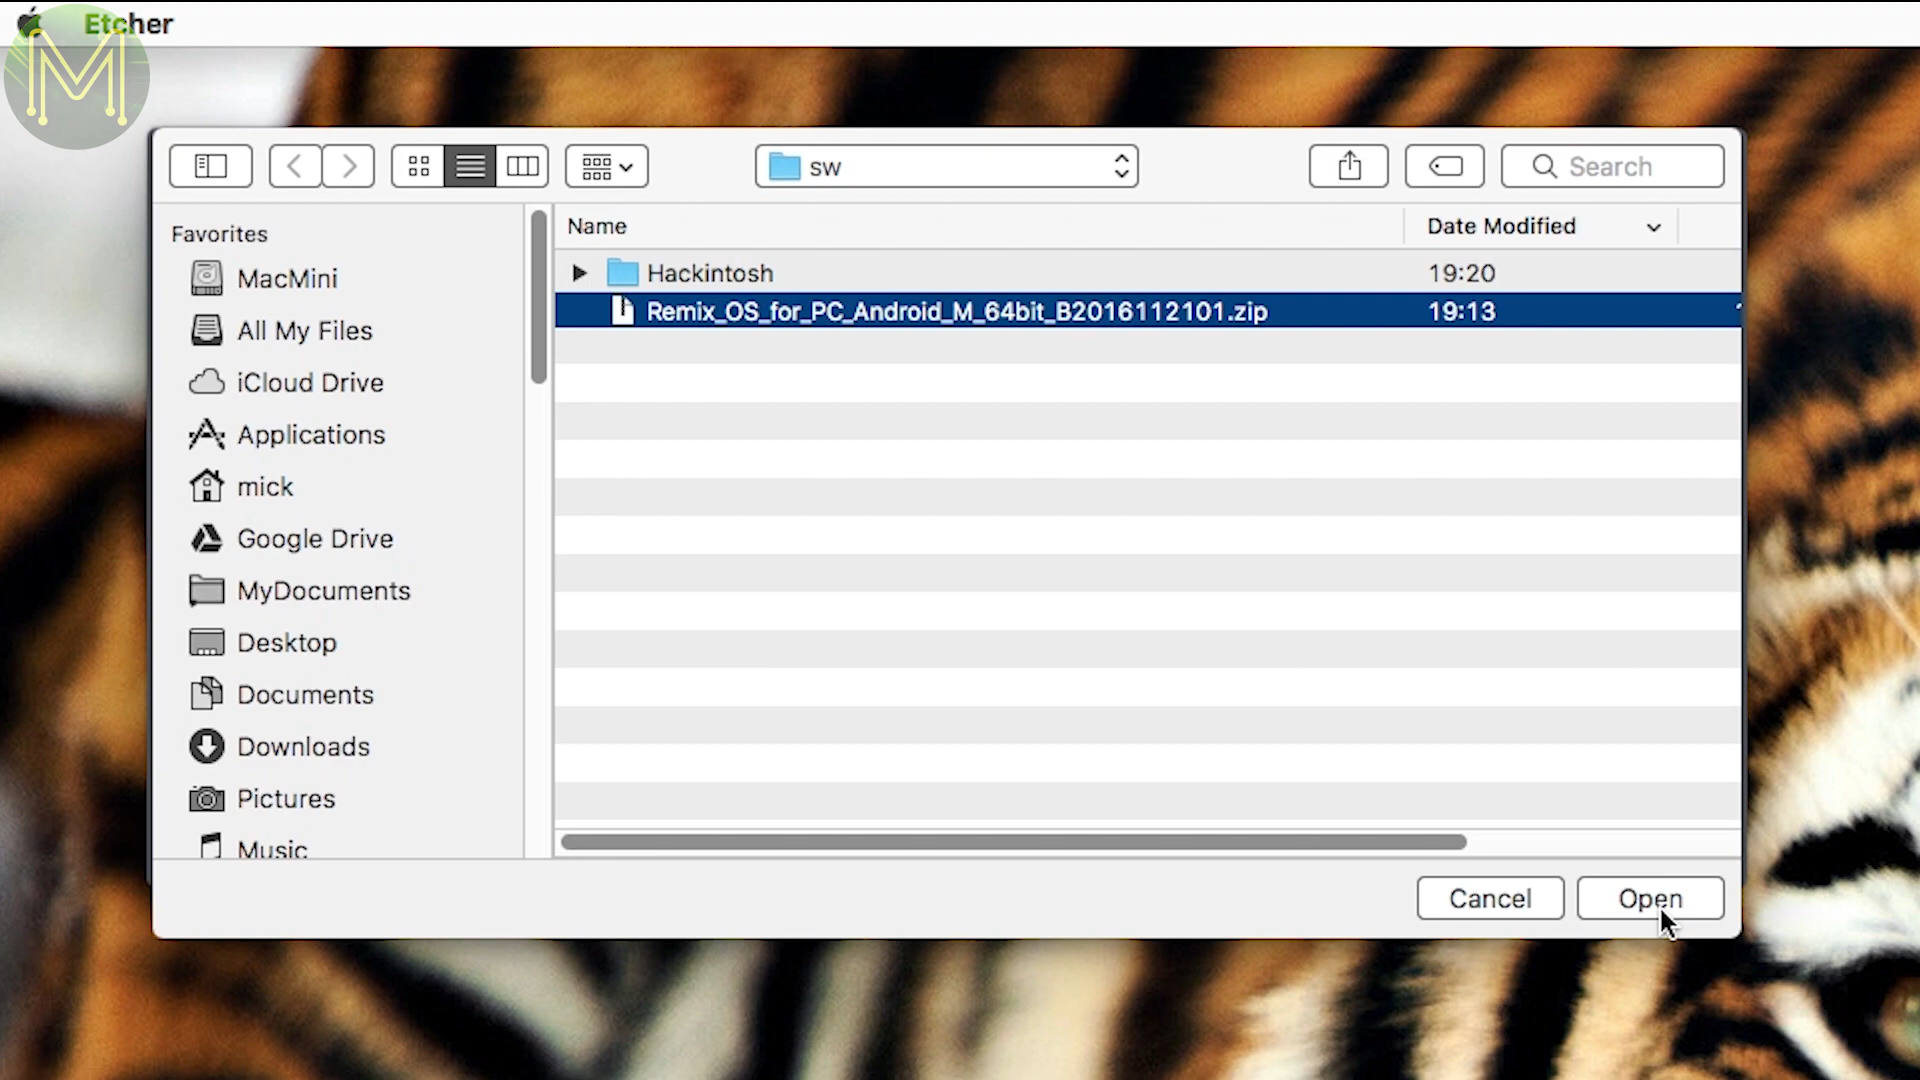 Etcher
M
sw
Search
Favorites
MacMini
All My Files
iCloud Drive
Applications
mick
Google Drive
MyDocuments
Desktop
Documents
Downloads
Pictures
Music
Name
Date Modified
Hackintosh
19:20
Remix_OS_for_PC_Android_M_64bit_B2016112101.zip
19:13
Cancel
Open